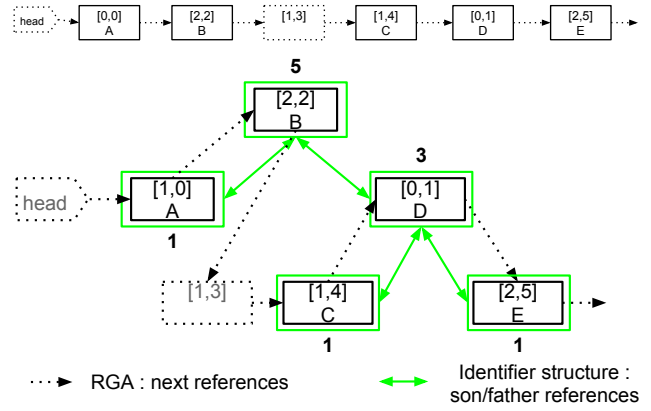 head
[0,0]
A
[2,2]
B
[1,3]
[1,4]
C
[0,1]
D
[2,5]
E
5
[2,2]
B
3
head
[1,0]
A
[0,1]
D
1
[1,3]
[1,4]
C
[2,5]
E
1
1
RGA : next references
Identifier structure :
son/father references